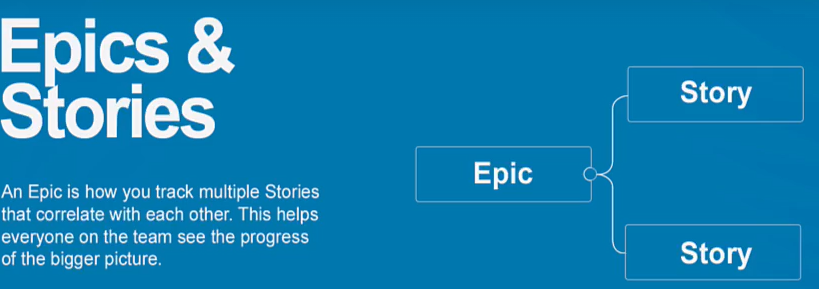 Epics &
Stories
An Epic is how you track multiple Stories
that correlate with each other. This helps
everyone on the team see the progress
of the bigger picture.
Epic
Story
Story